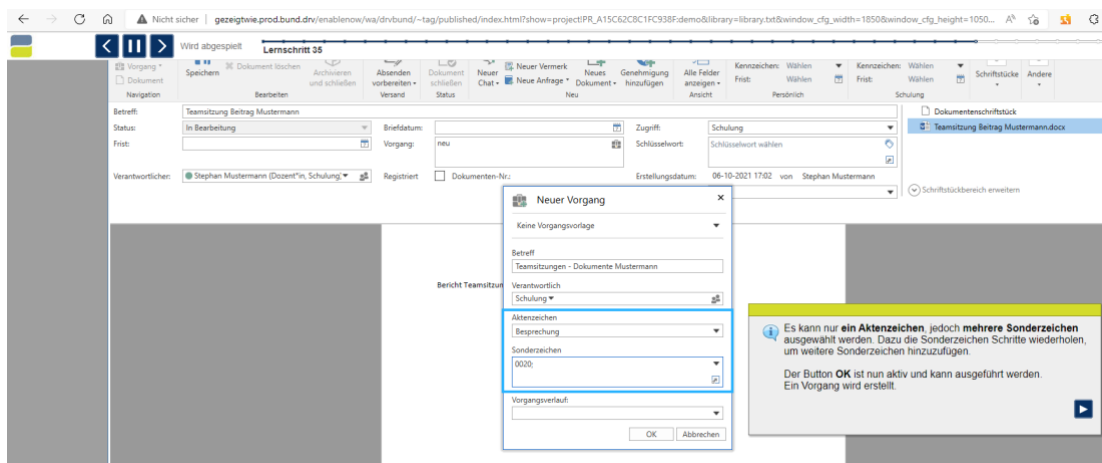 Nicht sicher | gezeigtwie.prod.bund.drv/enablenow/wa/drvbund/~tag/published/index.html?show=project!PR_A15C62C8C1FC938F:demo&library=library.txt&window_cfg_width=1850&window_cfg_height=1050...
Wird abgespielt Lernschritt 35
Vorgang Speichern Dokument löschen Archivieren und schließen Absenden vorbereiten Dokument schließen Neuer Chat Neuer Vermerk Neue Anfrage Neues Dokument Genehmigung hinzufügen Alle Felder anzeigen Kennzeichen: Wählen Kennzeichen: Wählen Schriftstücke Andere
Dokument Frist: Wählen Frist: Wählen
Navigation Bearbeiten Versand Status Neu Ansicht Persönlich Schulung
Betreff: Teamsitzung Beitrag Mustermann Dokumentenschriftstück
Status: In Bearbeitung Briefdatum: Zugriff: Schulung Teamsitzung Beitrag Mustermann.docx
Frist: Vorgang: neu Schlüsselwort: Schlüsselwort wählen
Verantwortlicher: Stephan Mustermann (Dozent*in, Schulung) Registriert Dokumenten-Nr.: Erstellungsdatum: 06-10-2021 17:02 von Stephan Mustermann
Schriftstückbereich erweitern
Neuer Vorgang
Keine Vorgangsvorlage
Betreff
Teamsitzungen - Dokumente Mustermann
Bericht Teamsitzun
Verantwortlich
Schulung
Aktenzeichen
Besprechung
Sonderzeichen
0020;
Vorgangsverlauf:
OK Abbrechen
Es kann nur ein Aktenzeichen, jedoch mehrere Sonderzeichen
ausgewählt werden. Dazu die Sonderzeichen Schritte wiederholen,
um weitere Sonderzeichen hinzuzufügen.
Der Button OK ist nun aktiv und kann ausgeführt werden.
Ein Vorgang wird erstellt.